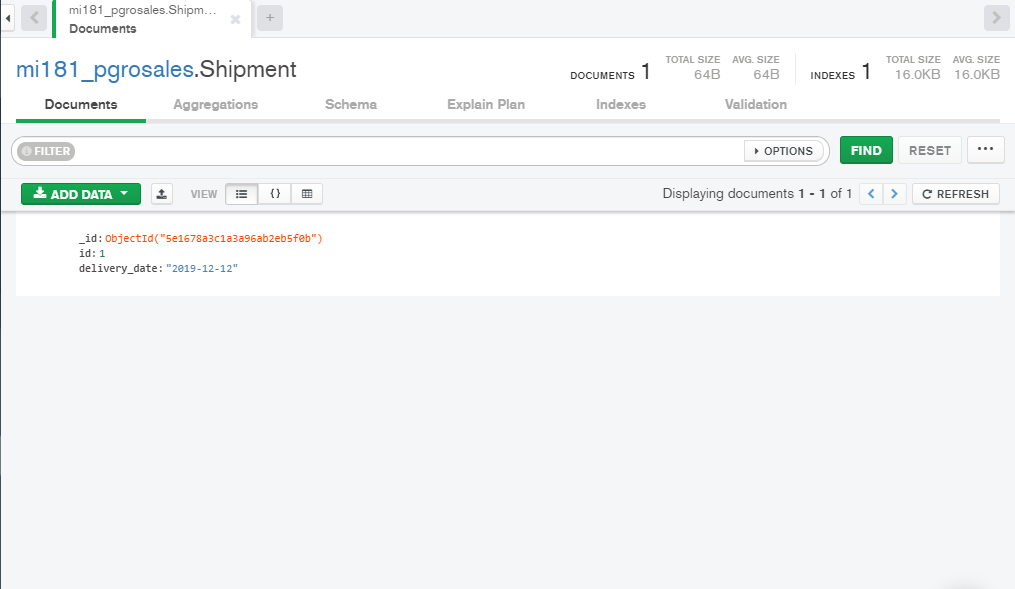 mi181_pgrosales.Shipm...
Documents
mi181_pgrosales.Shipment
DOCUMENTS 1
TOTAL SIZE AVG. SIZE
64B 64B
INDEXES 1
TOTAL SIZE AVG. SIZE
16.0KB 16.0KB
Documents Aggregations Schema Explain Plan Indexes Validation
FILTER OPTIONS FIND RESET ...
ADD DATA VIEW {} Displaying documents 1 - 1 of 1 < > REFRESH
_id: ObjectId("5e1678a3c1a3a96ab2eb5f0b")
id: 1
delivery_date: "2019-12-12"